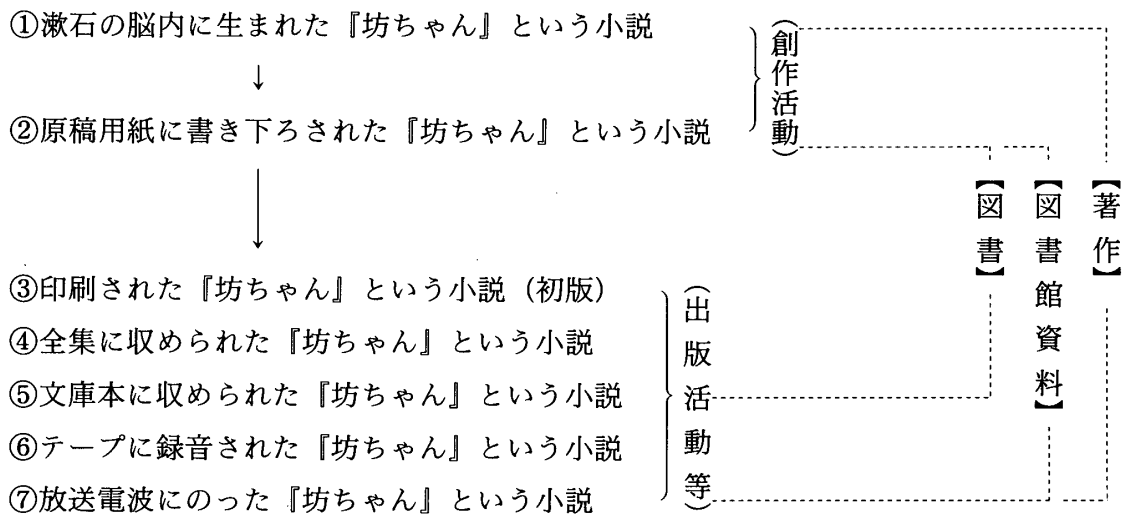 ①漱石の脳内に生まれた『坊ちゃん』という小説
↓
②原稿用紙に書き下ろされた『坊ちゃん』という小説
↓
③印刷された『坊ちゃん』という小説（初版）
④全集に収められた『坊ちゃん』という小説
⑤文庫本に収められた『坊ちゃん』という小説
⑥テープに録音された『坊ちゃん』という小説
⑦放送電波にのった『坊ちゃん』という小説
（創作活動）
（出版活動等）
【著作】
【図書館資料】
【図書】